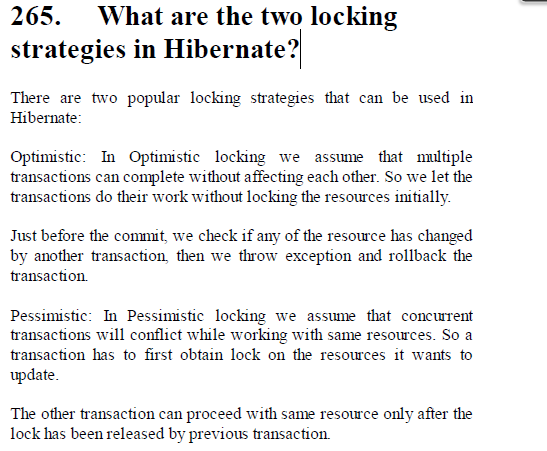 265. What are the two locking
strategies in Hibernate?
There are two popular locking strategies that can be used in
Hibernate:
Optimistic: In Optimistic locking we assume that multiple
transactions can complete without affecting each other. So we let the
transactions do their work without locking the resources initially.
Just before the commit, we check if any of the resource has changed
by another transaction, then we throw exception and rollback the
transaction.
Pessimistic: In Pessimistic locking we assume that concurrent
transactions will conflict while working with same resources. So a
transaction has to first obtain lock on the resources it wants to
update.
The other transaction can proceed with same resource only after the
lock has been released by previous transaction.